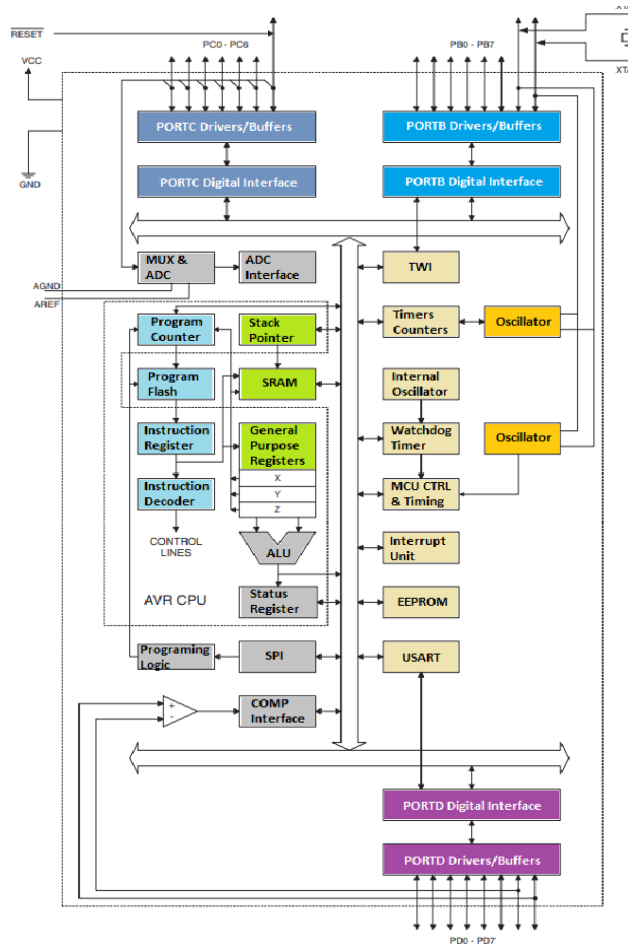 XTA
RESET
PC0 - PC6
PB0 - PB7
VCC
XTA
PORTC Drivers/Buffers
PORTB Drivers/Buffers
PORTC Digital Interface
PORTB Digital Interface
GND
MUX &
ADC
ADC
Interface
TWI
AGND
AREF
Program
Counter
Stack
Pointer
Timers
Counters
Oscillator
Program
Flash
SRAM
Internal
Oscillator
Instruction
Register
General
Purpose
Registers
Watchdog
Timer
Oscillator
X
Instruction
Decoder
Y
MCU CTRL
& Timing
Z
CONTROL
LINES
ALU
Interrupt
Unit
AVR CPU
Status
Register
EEPROM
Programing
Logic
SPI
USART
+
-
COMP
Interface
PORTD Digital Interface
PORTD Drivers/Buffers
PD0 - PD7